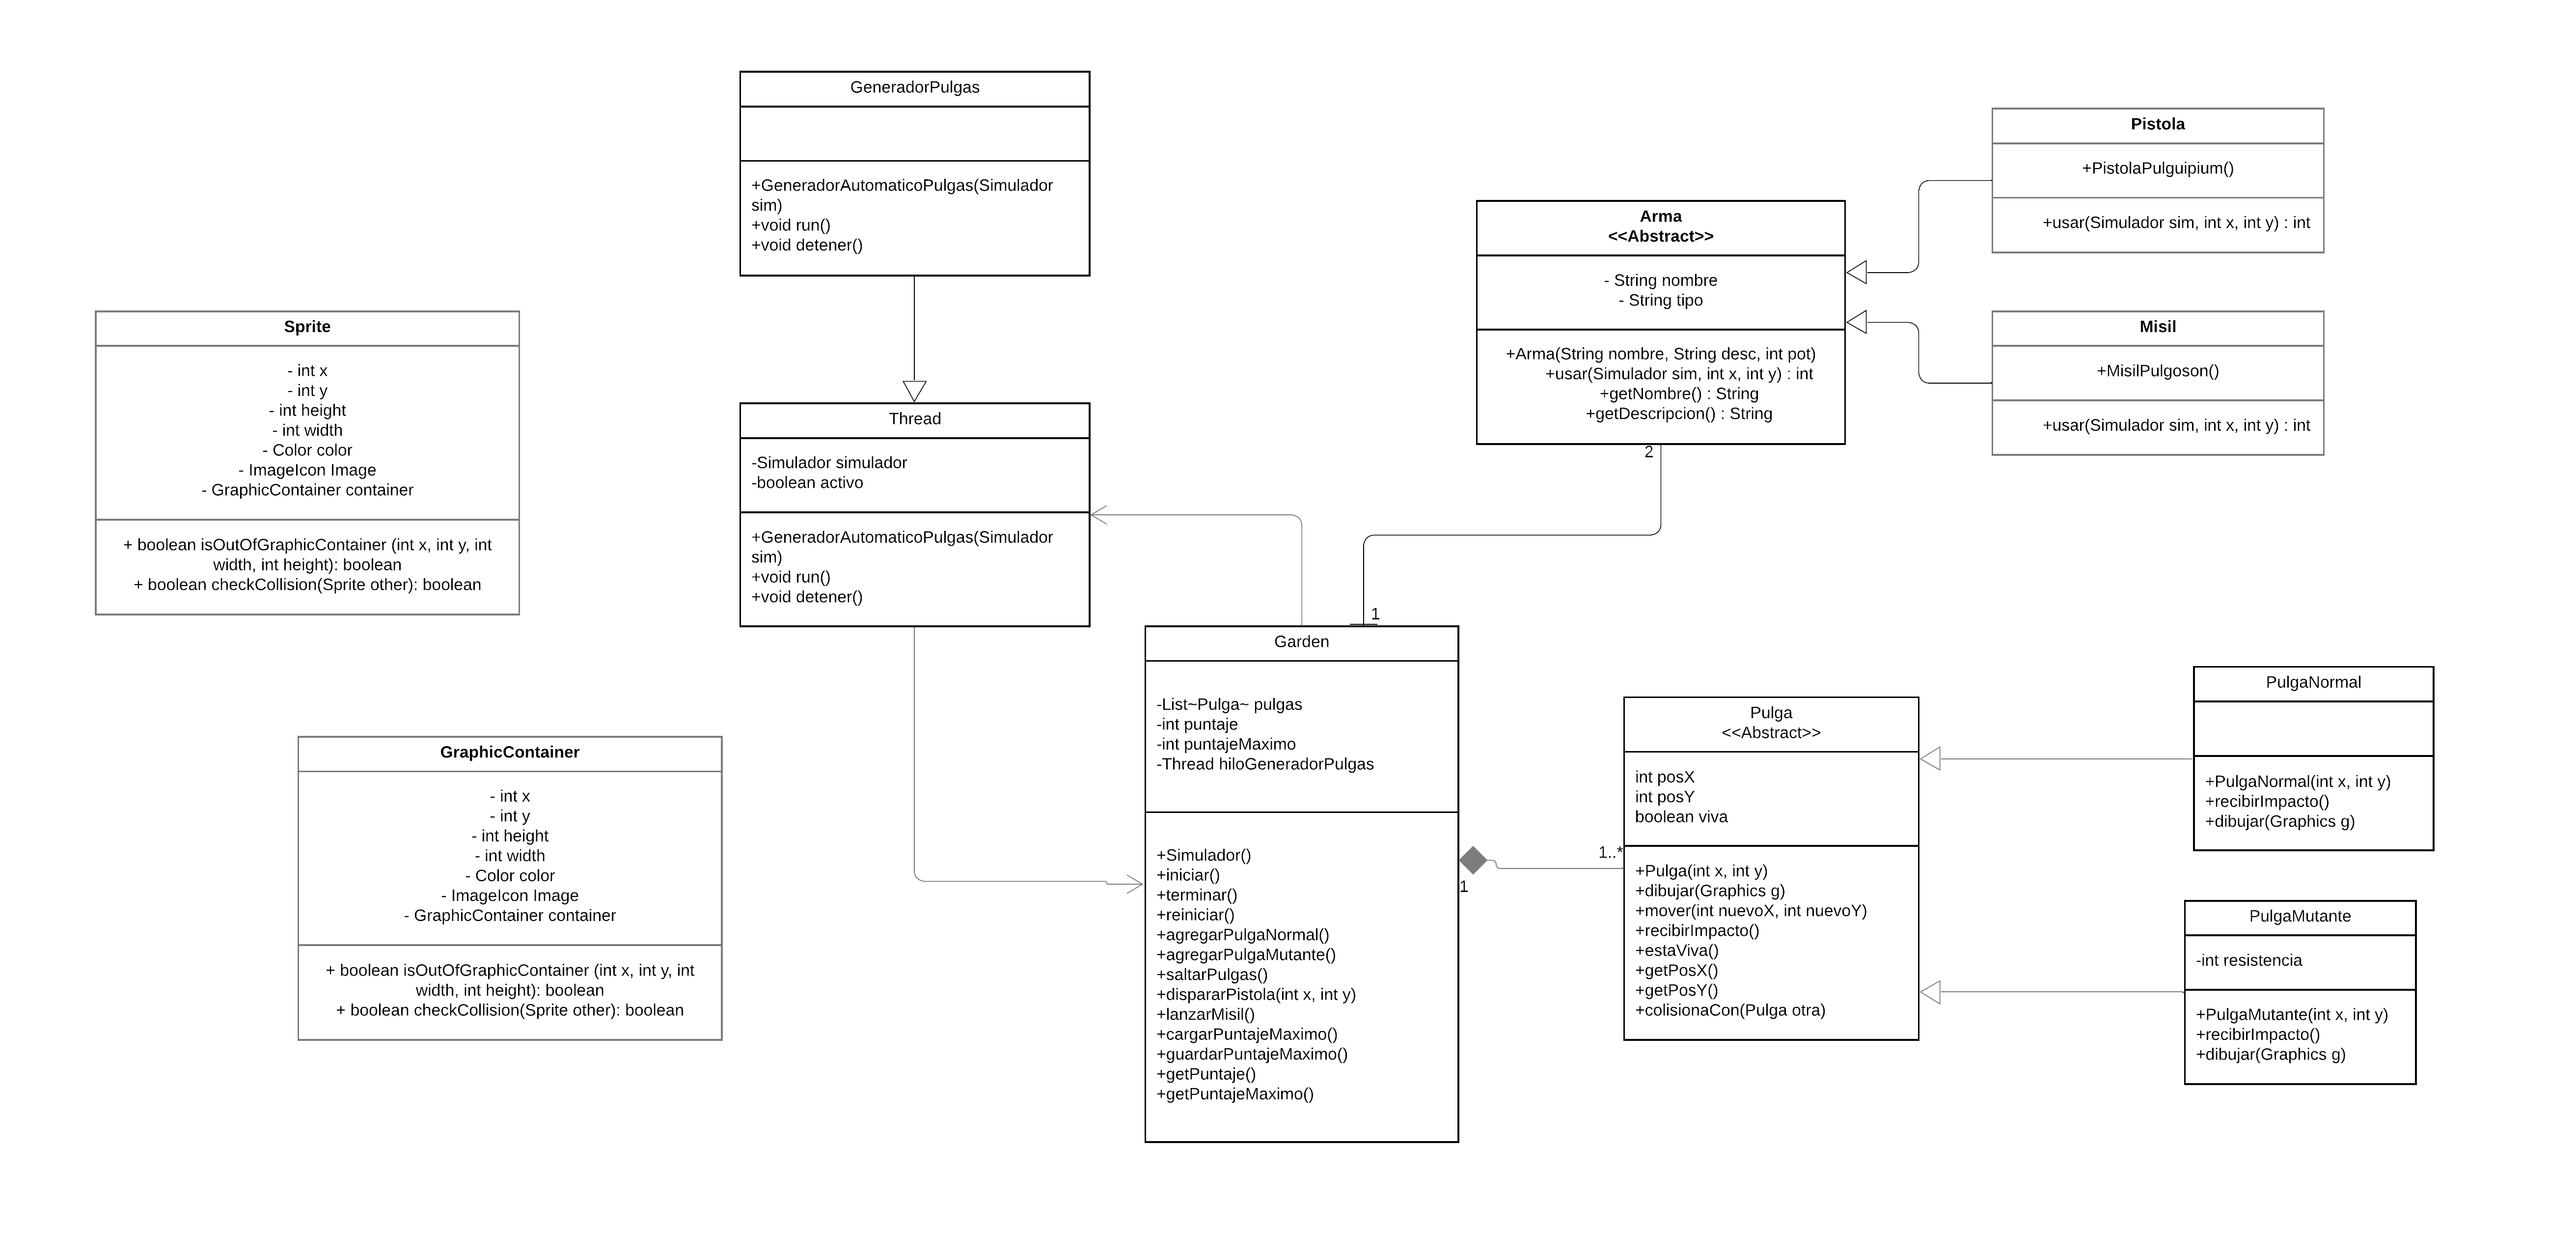 GeneradorPulgas
+GeneradorAutomaticoPulgas(Simulador
sim)
+void run()
+void detener()
Pistola
+PistolaPulguipium()
+usar(Simulador sim, int x, int y) : int
Arma
<<Abstract>>
- String nombre
- String tipo
+Arma(String nombre, String desc, int pot)
+usar(Simulador sim, int x, int y) : int
+getNombre() : String
+getDescripcion() : String
2
Misil
+MisilPulgoson()
+usar(Simulador sim, int x, int y) : int
Sprite
- int x
- int y
- int height
- int width
- Color color
- ImageIcon Image
- GraphicContainer container
+ boolean isOutOfGraphicContainer (int x, int y, int
width, int height): boolean
+ boolean checkCollision(Sprite other): boolean
Thread
-Simulador simulador
-boolean activo
+GeneradorAutomaticoPulgas(Simulador
sim)
+void run()
+void detener()
1
Garden
-List~Pulga~ pulgas
-int puntaje
-int puntajeMaximo
-Thread hiloGeneradorPulgas
+Simulador()
+iniciar()
+terminar()
+reiniciar()
+agregarPulgaNormal()
+agregarPulgaMutante()
+saltarPulgas()
+dispararPistola(int x, int y)
+lanzarMisil()
+cargarPuntajeMaximo()
+guardarPuntajeMaximo()
+getPuntaje()
+getPuntajeMaximo()
1
1..*
Pulga
<<Abstract>>
int posX
int posY
boolean viva
+Pulga(int x, int y)
+dibujar(Graphics g)
+mover(int nuevoX, int nuevoY)
+recibirImpacto()
+estaViva()
+getPosX()
+getPosY()
+colisionaCon(Pulga otra)
PulgaNormal
+PulgaNormal(int x, int y)
+recibirImpacto()
+dibujar(Graphics g)
PulgaMutante
-int resistencia
+PulgaMutante(int x, int y)
+recibirImpacto()
+dibujar(Graphics g)
GraphicContainer
- int x
- int y
- int height
- int width
- Color color
- ImageIcon Image
- GraphicContainer container
+ boolean isOutOfGraphicContainer (int x, int y, int
width, int height): boolean
+ boolean checkCollision(Sprite other): boolean